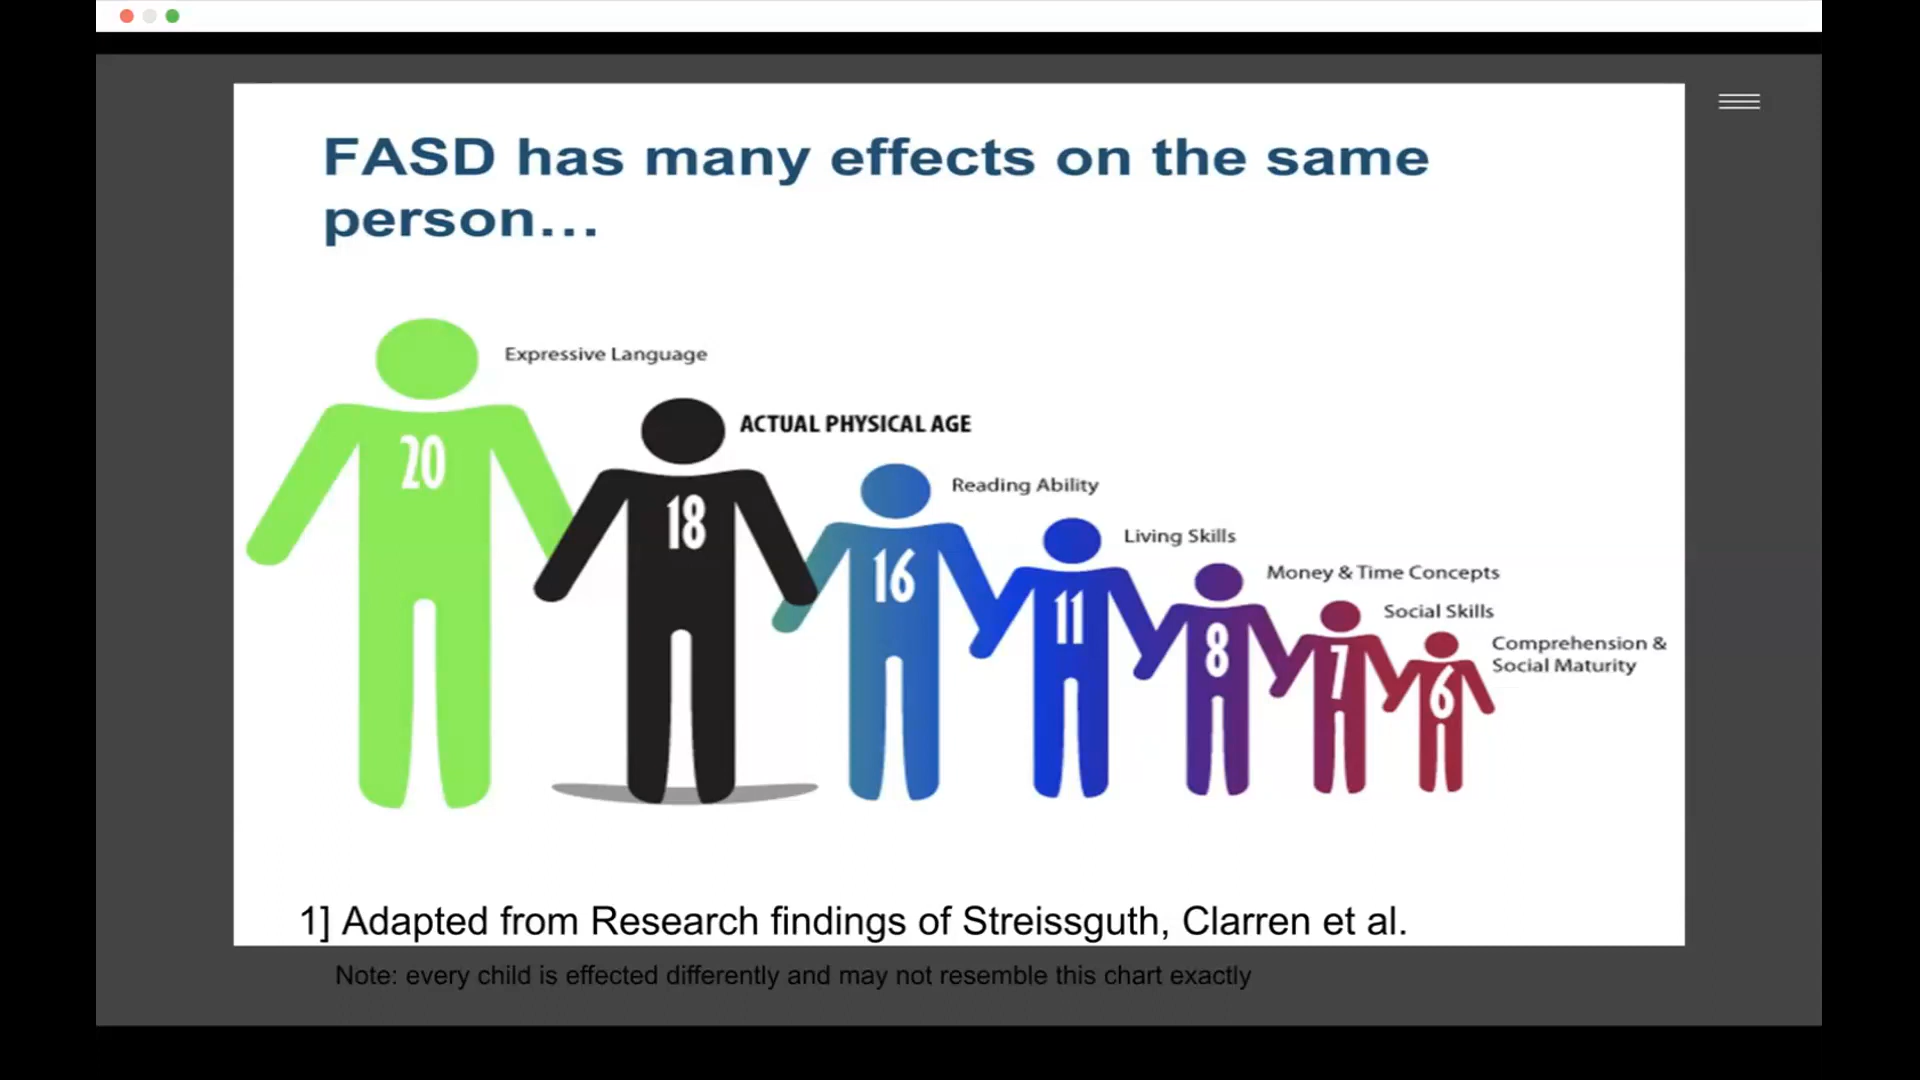 FASD has many effects on the same
person...
Expressive Language
20
ACTUAL PHYSICAL AGE
18
Reading Ability
16
Living Skills
11
Money & Time Concepts
8
Social Skills
7
Comprehension &
Social Maturity
6
1] Adapted from Research findings of Streissguth, Clarren et al.
Note: every child is effected differently and may not resemble this chart exactly